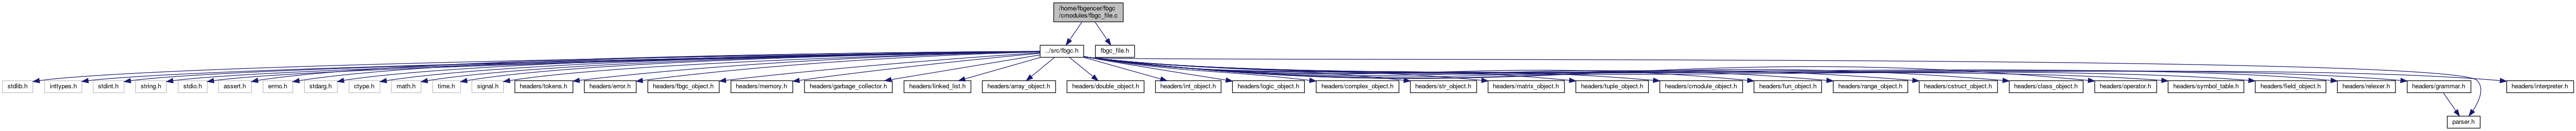 /home/fbgencer/fbgc
/cmodules/fbgc_file.c
../src/fbgc.h
fbgc_file.h
stdlib.h
inttypes.h
stdint.h
string.h
stdio.h
assert.h
errno.h
stdarg.h
ctype.h
math.h
time.h
signal.h
headers/tokens.h
headers/error.h
headers/fbgc_object.h
headers/memory.h
headers/garbage_collector.h
headers/linked_list.h
headers/array_object.h
headers/double_object.h
headers/int_object.h
headers/logic_object.h
headers/complex_object.h
headers/str_object.h
headers/matrix_object.h
headers/tuple_object.h
headers/cmodule_object.h
headers/fun_object.h
headers/range_object.h
headers/cstruct_object.h
headers/class_object.h
headers/operator.h
headers/symbol_table.h
headers/field_object.h
headers/relexer.h
headers/grammar.h
headers/interpreter.h
parser.h